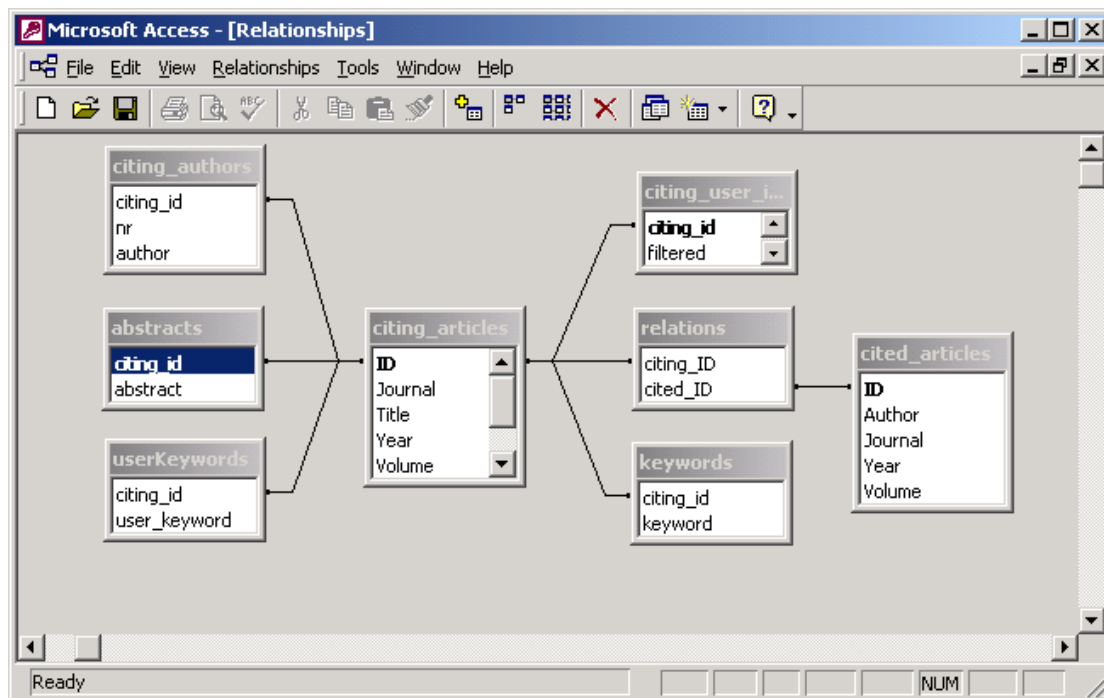 Microsoft Access - [Relationships]
File Edit View Relationships Tools Window Help
ABC
citing_authors
citing_id
nr
author
abstracts
citing_id
abstract
userKeywords
citing_id
user_keyword
citing_articles
ID
Journal
Title
Year
Volume
citing_user_i...
citing_id
filtered
relations
citing_ID
cited_ID
keywords
citing_id
keyword
cited_articles
ID
Author
Journal
Year
Volume
Ready
NUM